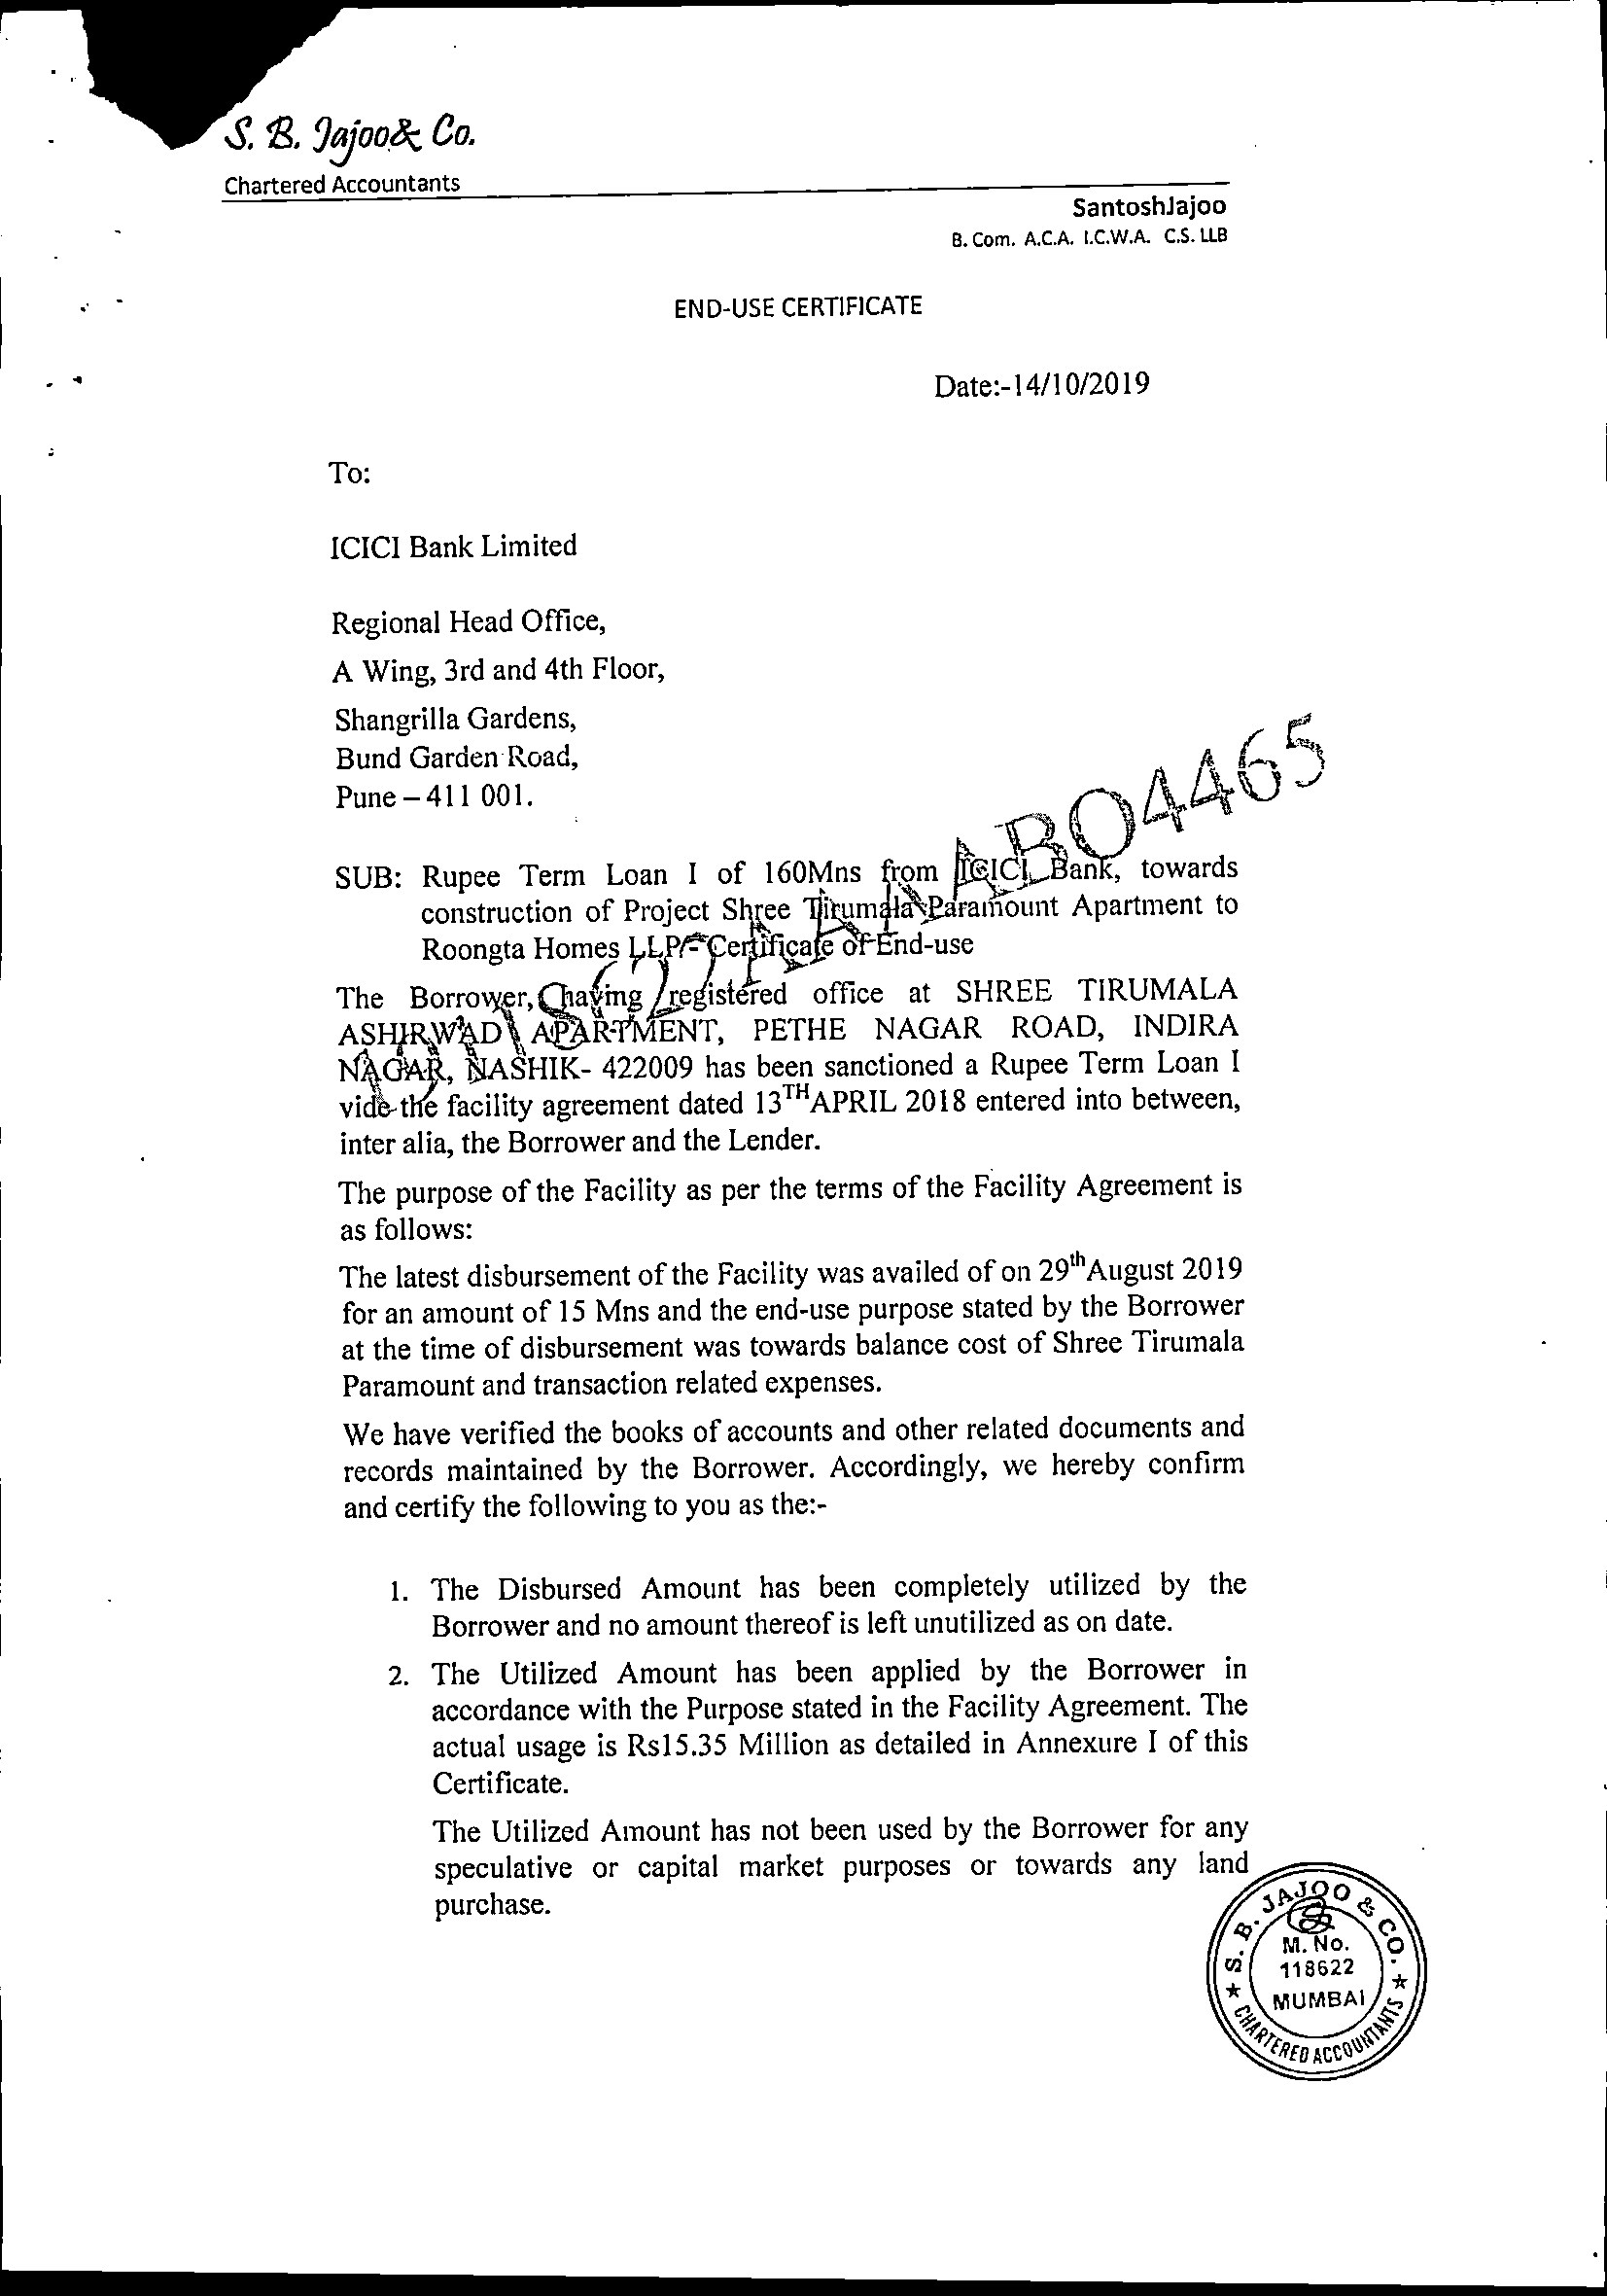 S. B. Jajoo& Co.
Chartered Accountants
SantoshJajoo
B. Com. A.C.A. I.C.W.A. C.S. LLB
END-USE CERTIFICATE
Date:-14/10/2019
To:
ICICI Bank Limited
Regional Head Office,
A Wing, 3rd and 4th Floor,
Shangrilla Gardens,
Bund Garden Road,
Pune – 411 001.
SUB: Rupee Term Loan I of 160Mns from ICICI Bank, towards
construction of Project Shree Tirumala Paramount Apartment to
Roongta Homes LLP – Certificate of End-use
The Borrower, having registered office at SHREE TIRUMALA
ASHIRWAD APARTMENT, PETHE NAGAR ROAD, INDIRA
NAGAR, NASHIK- 422009 has been sanctioned a Rupee Term Loan I
vide the facility agreement dated 13THAPRIL 2018 entered into between,
inter alia, the Borrower and the Lender.
The purpose of the Facility as per the terms of the Facility Agreement is
as follows:
The latest disbursement of the Facility was availed of on 29thAugust 2019
for an amount of 15 Mns and the end-use purpose stated by the Borrower
at the time of disbursement was towards balance cost of Shree Tirumala
Paramount and transaction related expenses.
We have verified the books of accounts and other related documents and
records maintained by the Borrower. Accordingly, we hereby confirm
and certify the following to you as the:-
1. The Disbursed Amount has been completely utilized by the
Borrower and no amount thereof is left unutilized as on date.
2. The Utilized Amount has been applied by the Borrower in
accordance with the Purpose stated in the Facility Agreement. The
actual usage is Rs15.35 Million as detailed in Annexure I of this
Certificate.
The Utilized Amount has not been used by the Borrower for any
speculative or capital market purposes or towards any land
purchase.
S. B. JAJOO & CO.
M. No.
118622
MUMBAI
CHARTERED ACCOUNTANTS